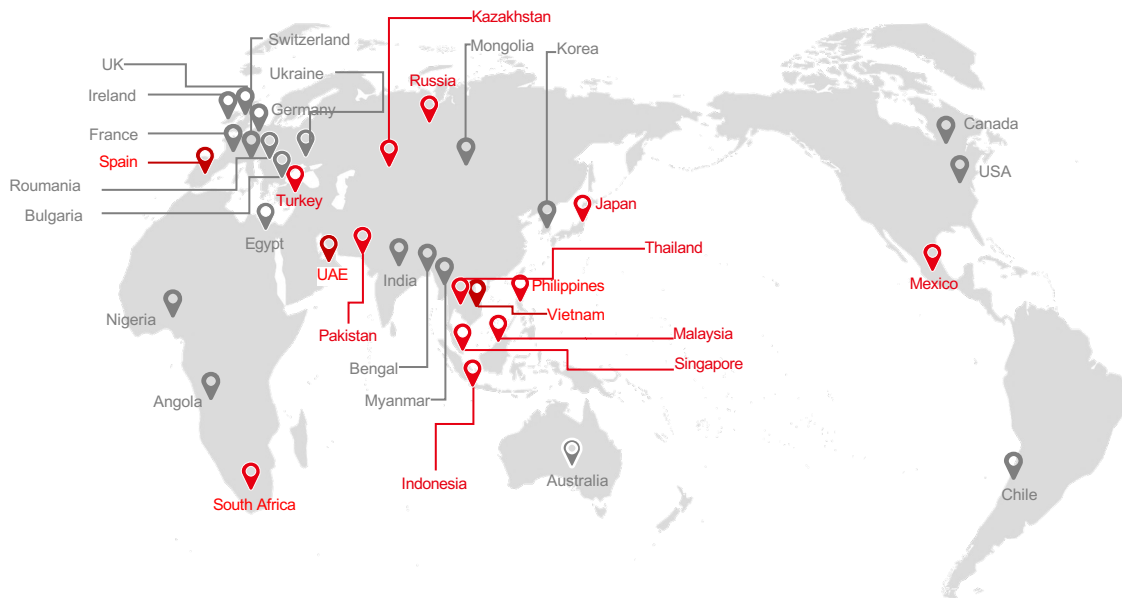 Kazakhstan
Switzerland
Mongolia
Korea
UK
Ukraine
Russia
Ireland
Germany
Canada
France
Spain
USA
Roumania
Turkey
Japan
Bulgaria
Egypt
Thailand
UAE
India
Philippines
Mexico
Nigeria
Vietnam
Pakistan
Malaysia
Bengal
Singapore
Angola
Myanmar
Indonesia
Australia
Chile
South Africa